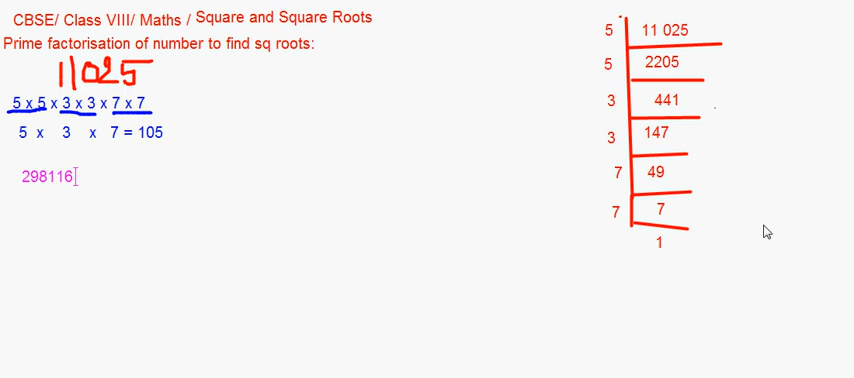 CBSE/ Class VIII/ Maths / Square and Square Roots
Prime factorisation of number to find sq roots:
11025
5 x 5 x 3 x 3 x 7 x 7
5 x 3 x 7 = 105
298116
5 11 025
5 2205
3 441
3 147
7 49
7 7
1